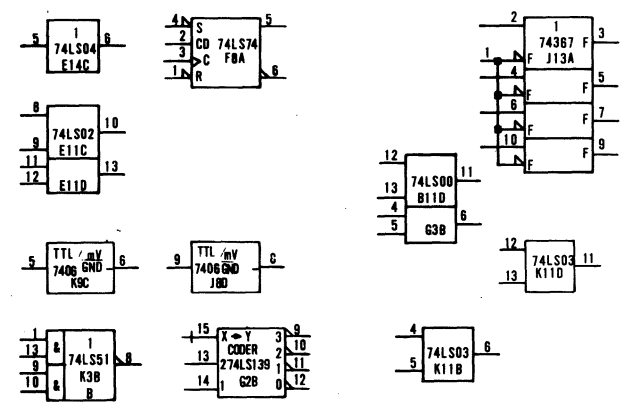 5 1 6
74LS04
E14C
4 S 5
2 CD 74LS74
3 C F8A
1 R 6
2 1 3
74367 F
1 F J13A
4 F 5
F
6 F 7
F
10 F 9
F
8
74LS02 10
9 E11C
11 13
12 E11D
12
74LS00 11
13 B11D
4 6
5 G3B
TTL /mV
5 7406 GND 6
K9C
TTL /mV
9 7406 GND
J8D
12
74LS03 11
13 K11D
1 1
13 & 74LS51 8
9 K3B
10 & B
15 X Y 3 9
CODER 2 10
13 274LS139 1 11
14 1 G2B 0 12
4
74LS03 6
5 K11B